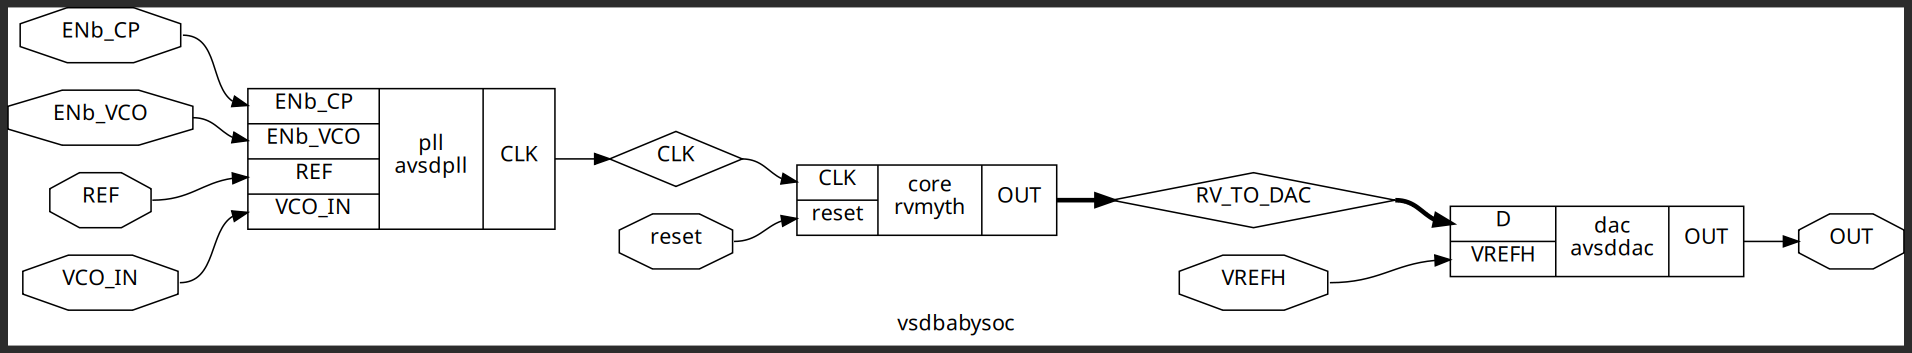 ENb_CP
ENb_VCO
REF
VCO_IN
ENb_CP
ENb_VCO
REF
VCO_IN
pll
avsdpll
CLK
CLK
reset
CLK
reset
core
rvmyth
OUT
RV_TO_DAC
VREFH
D
VREFH
dac
avsddac
OUT
OUT
vsdbabysoc